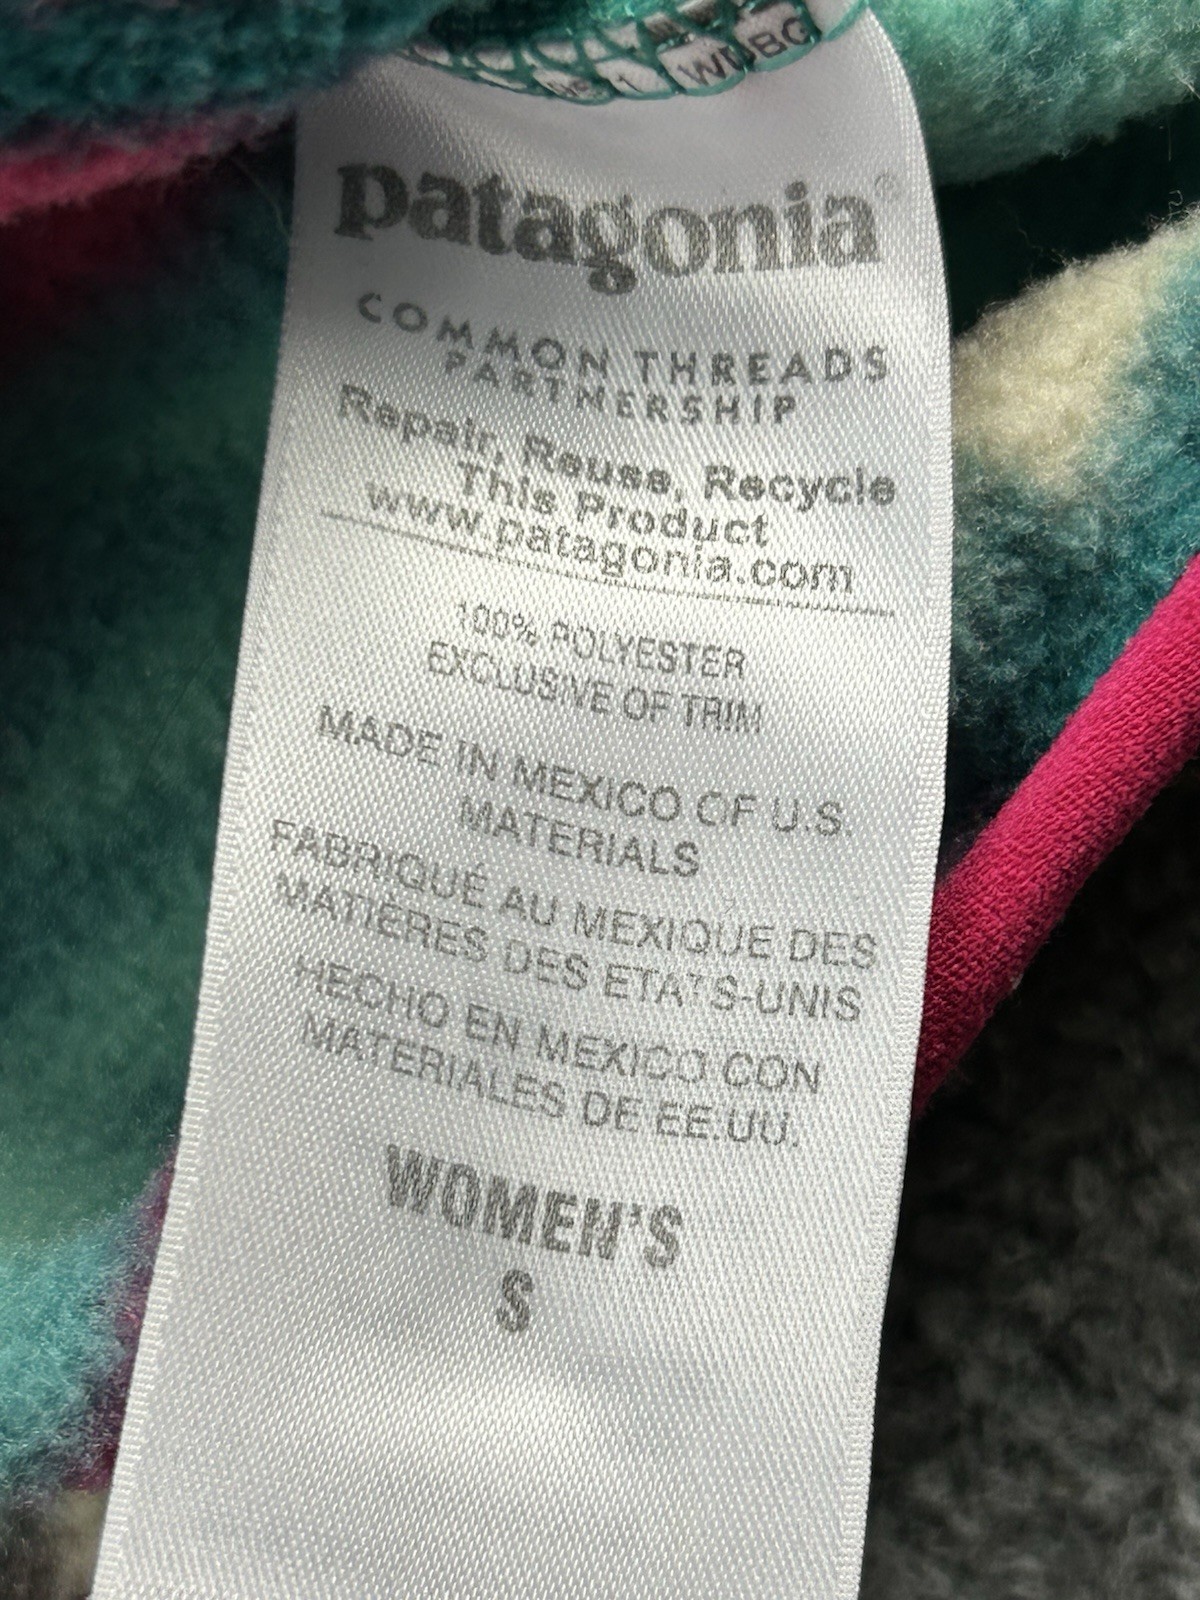 WDBG
patagonia®
COMMON THREADS
PARTNERSHIP
Repair, Reuse, Recycle
This Product
www.patagonia.com
100% POLYESTER
EXCLUSIVE OF TRIM
MADE IN MEXICO OF U.S.
MATERIALS
FABRIQUÉ AU MEXIQUE DES
MATIÈRES DES ETATS-UNIS
HECHO EN MEXICO CON
MATERIALES DE EE.UU.
WOMEN'S
S